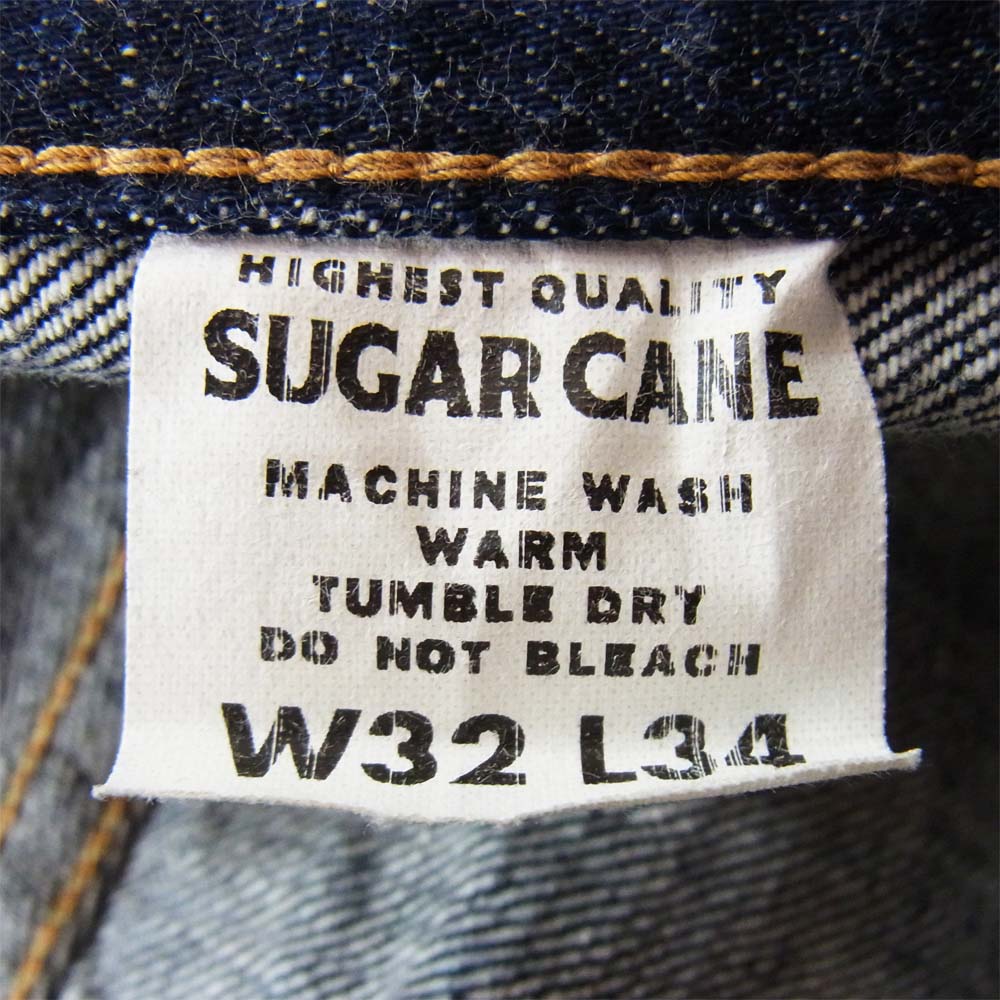 HIGHEST QUALITY
SUGAR CANE
MACHINE WASH
WARM
TUMBLE DRY
DO NOT BLEACH
W32 L34